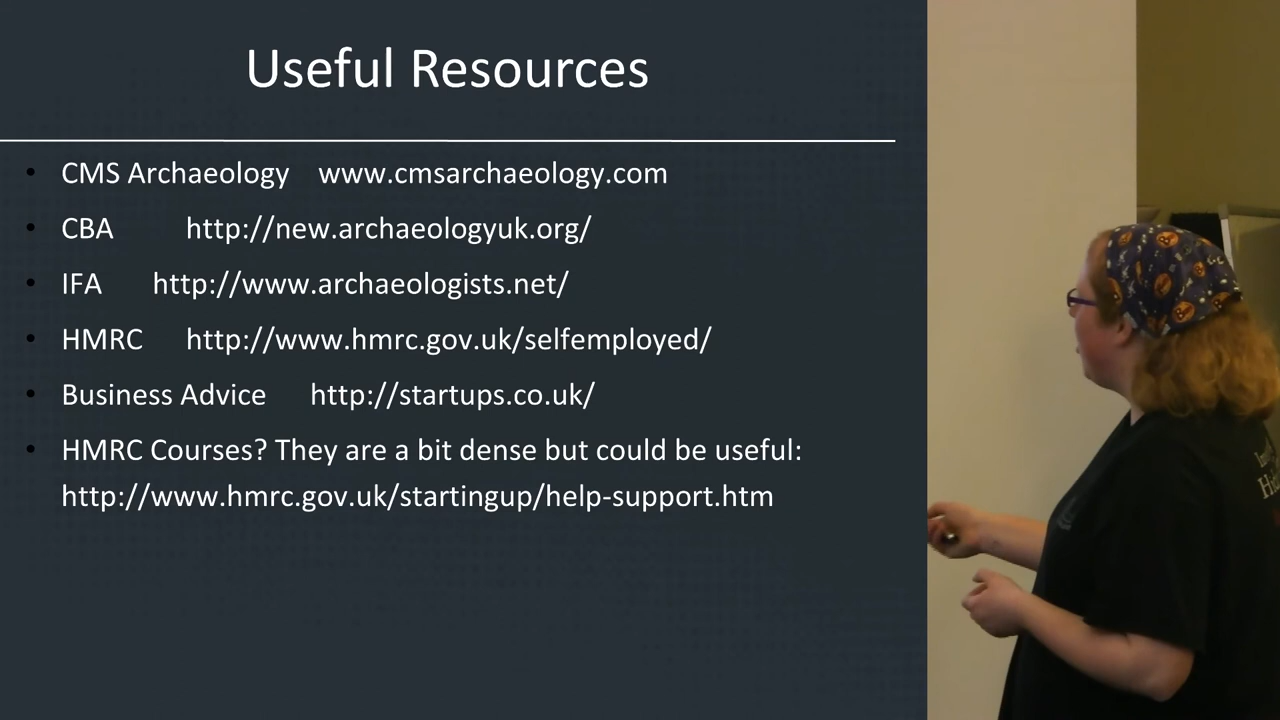 Useful Resources
• CMS Archaeology www.cmsarchaeology.com
• CBA http://new.archaeologyuk.org/
• IFA http://www.archaeologists.net/
• HMRC http://www.hmrc.gov.uk/selfemployed/
• Business Advice http://startups.co.uk/
• HMRC Courses? They are a bit dense but could be useful:
http://www.hmrc.gov.uk/startingup/help-support.htm